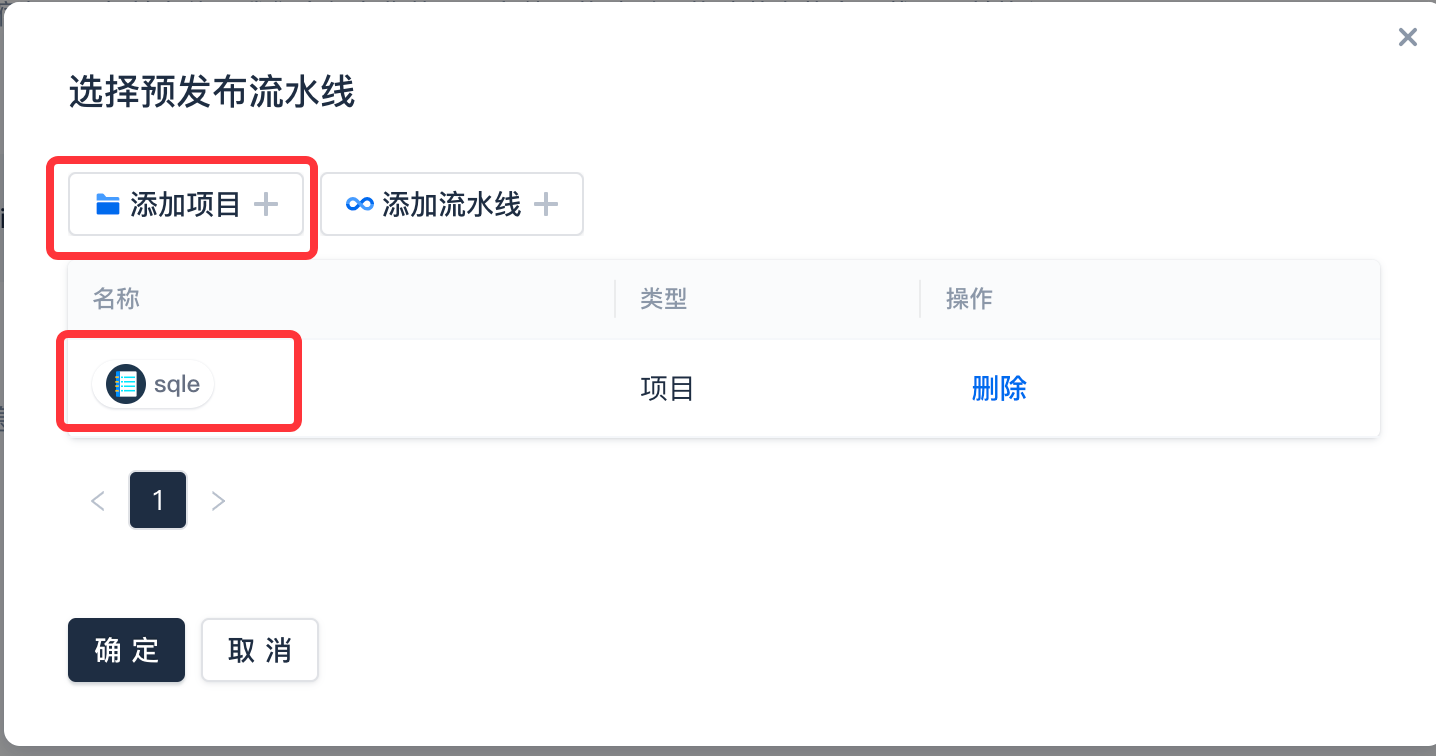 选择预发布流水线
添加项目 添加流水线
名称 类型 操作
sqle 项目 删除
1
确定 取消